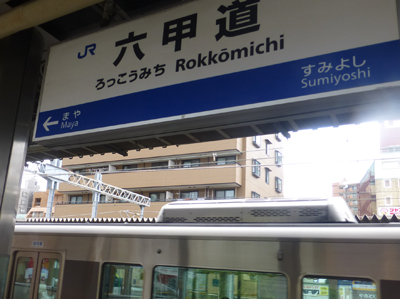 JR 六甲道
ろっこうみち Rokkōmichi
すみよし
Sumiyoshi
← まや
Maya